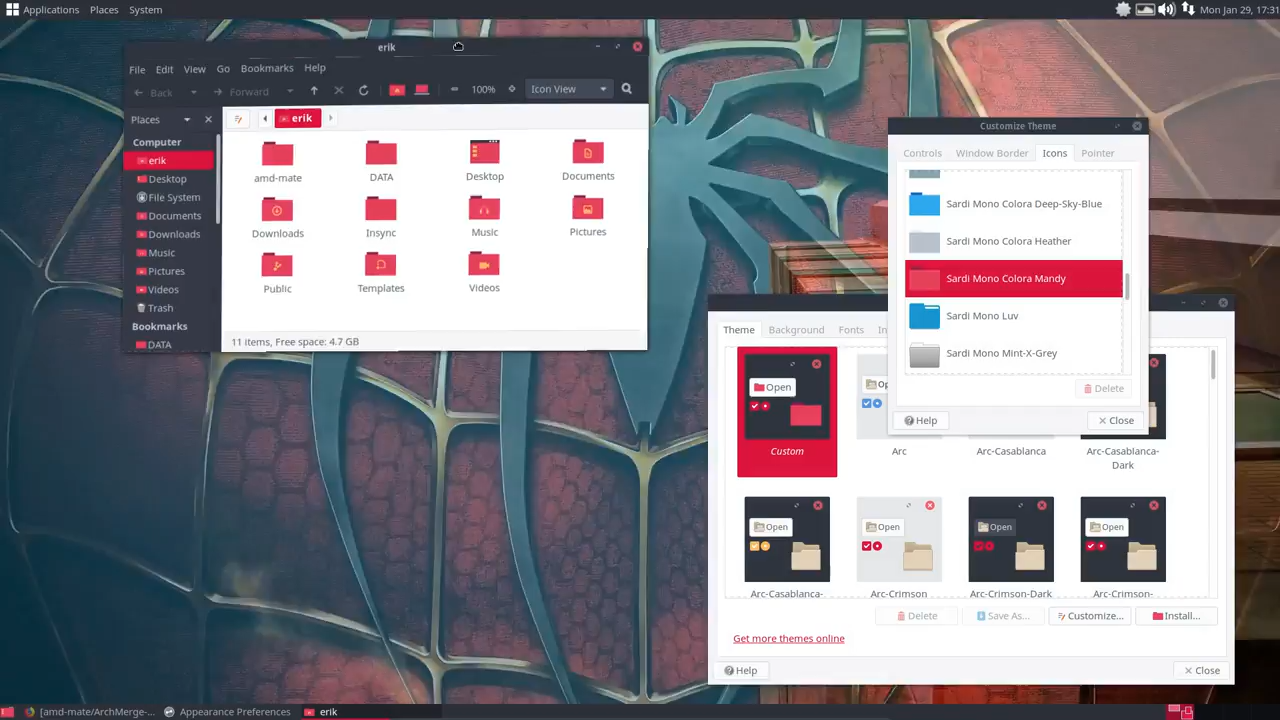 Applications Places System
Mon Jan 29, 17:31
erik
File Edit View Go Bookmarks Help
Back Forward 100% Icon View
Places
erik
Computer
erik
Desktop
File System
Documents
Downloads
Music
Pictures
Videos
Trash
Bookmarks
DATA
amd-mate DATA Desktop Documents
Downloads Insync Music Pictures
Public Templates Videos
11 items, Free space: 4.7 GB
Customize Theme
Controls Window Border Icons Pointer
Sardi Mono Colora Deep-Sky-Blue
Sardi Mono Colora Heather
Sardi Mono Colora Mandy
Sardi Mono Luv
Sardi Mono Mint-X-Grey
Delete
Help Close
Theme Background Fonts In
Open Op
Custom Arc Arc-Casablanca Arc-Casablanca-
Dark
Open Open Open Open
Arc-Casablanca- Arc-Crimson Arc-Crimson-Dark Arc-Crimson-
Delete Save As... Customize... Install...
Get more themes online
Help Close
[amd-mate/ArchMerge-... Appearance Preferences erik